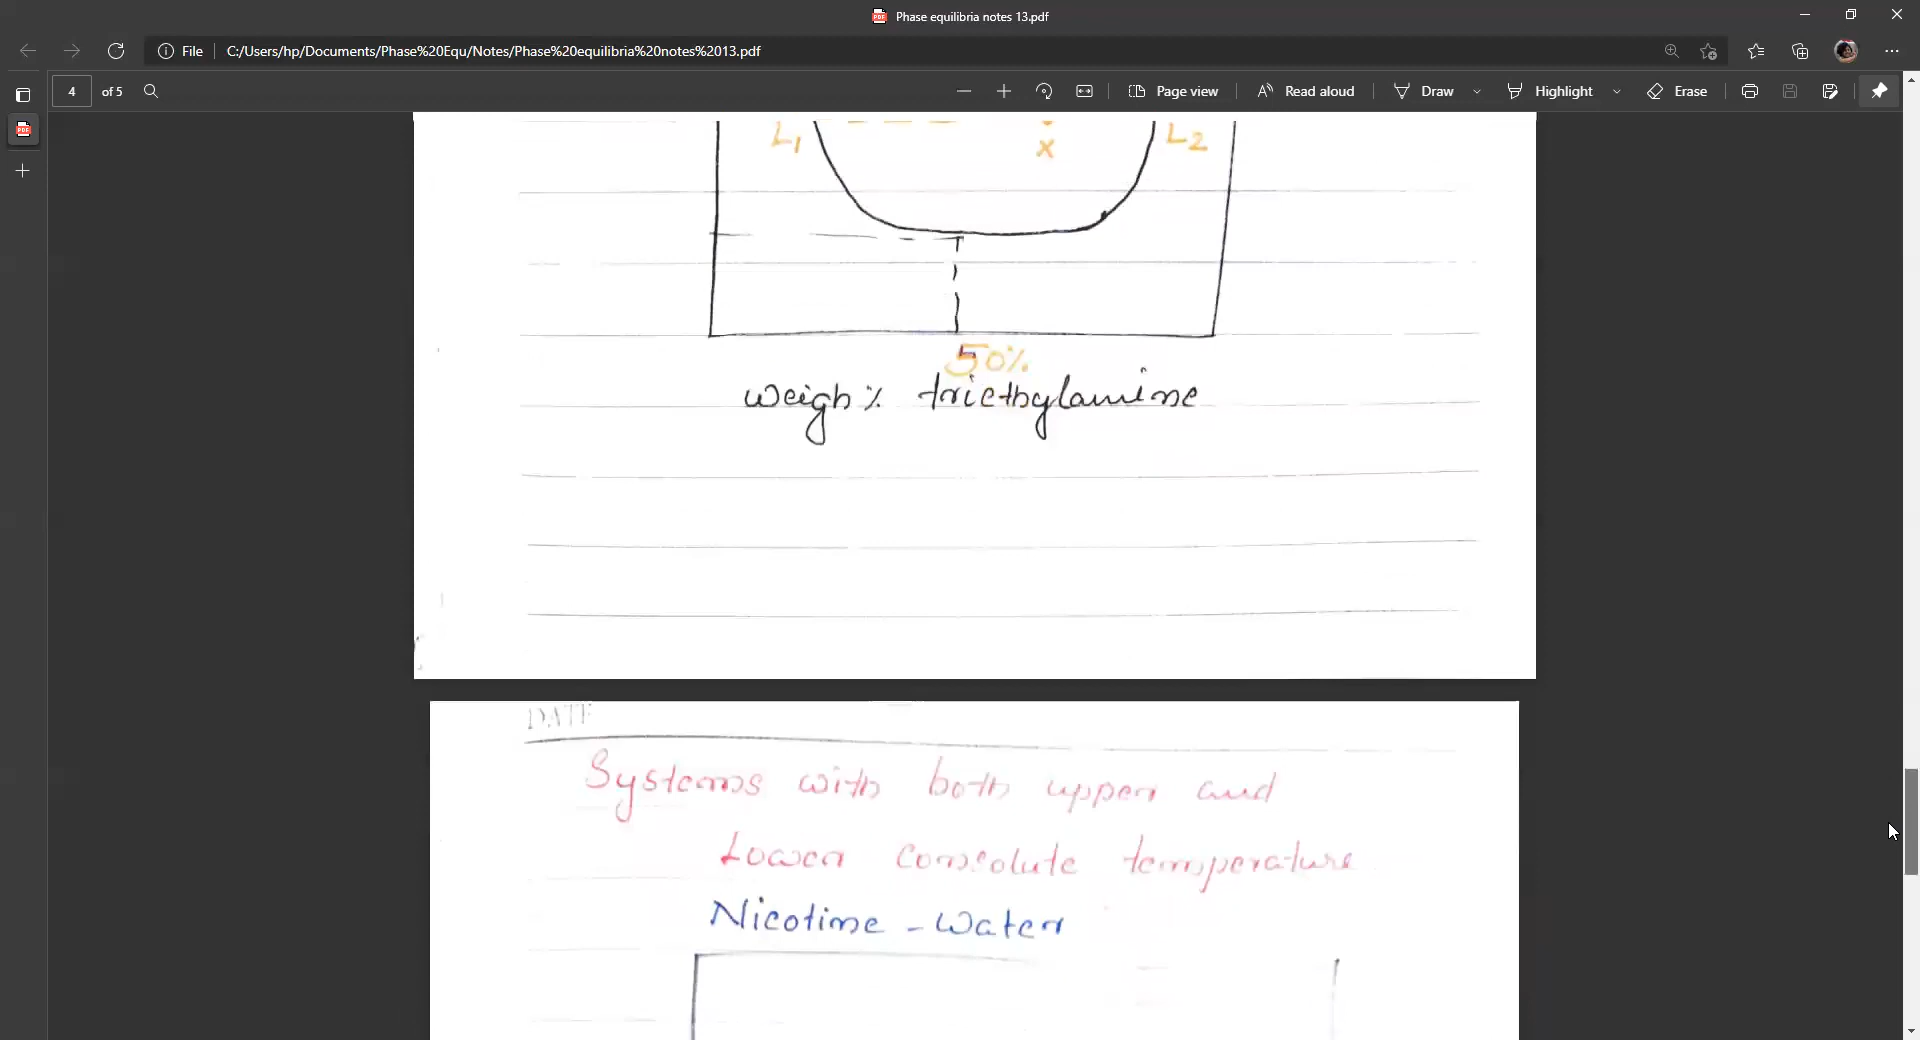 Phase equilibria notes 13.pdf
File
C:/Users/hp/Documents/Phase%20Equ/Notes/Phase%20equilibria%20notes%2013.pdf
4 of 5
Page view
Read aloud
Draw
Highlight
Erase
L1
x
L2
50%
weigh% triethylamine
DATE
Systems with both upper and
Lower consolute temperature
Nicotine - Water